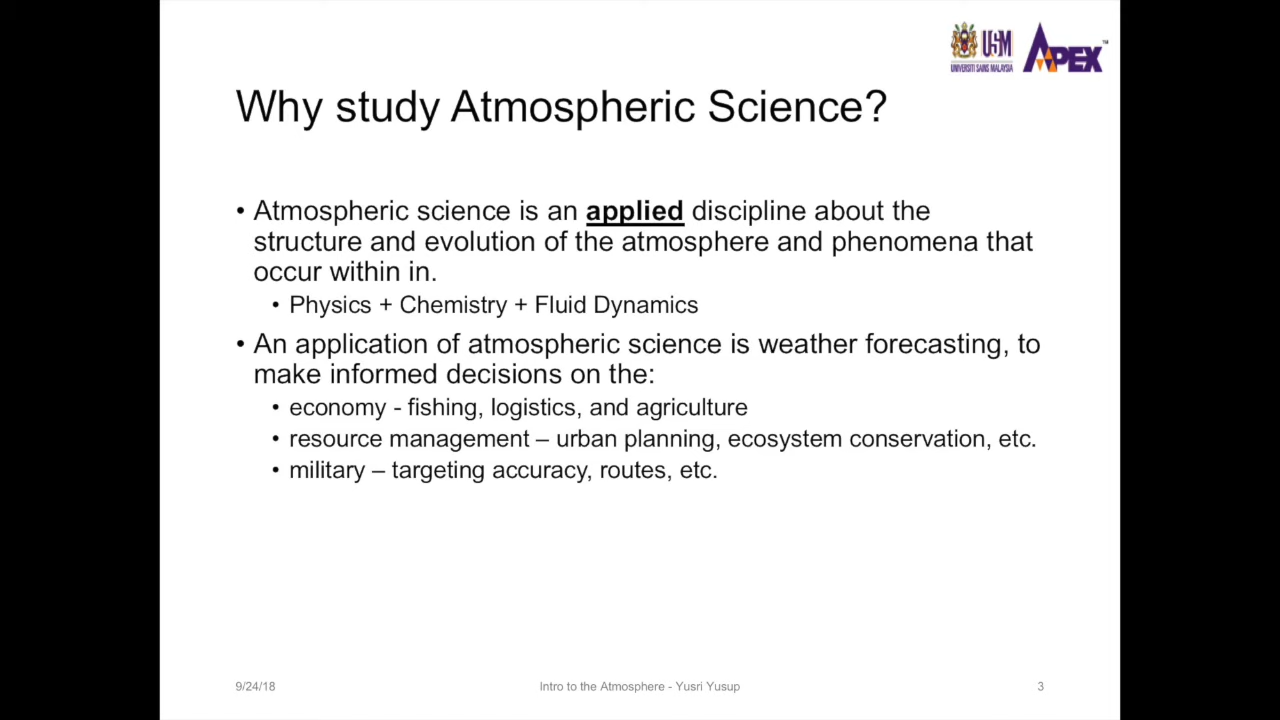 USM
UNIVERSITI SAINS MALAYSIA
APEX™
Why study Atmospheric Science?
• Atmospheric science is an applied discipline about the
structure and evolution of the atmosphere and phenomena that
occur within in.
• Physics + Chemistry + Fluid Dynamics
• An application of atmospheric science is weather forecasting, to
make informed decisions on the:
• economy - fishing, logistics, and agriculture
• resource management – urban planning, ecosystem conservation, etc.
• military – targeting accuracy, routes, etc.
9/24/18
Intro to the Atmosphere - Yusri Yusup
3